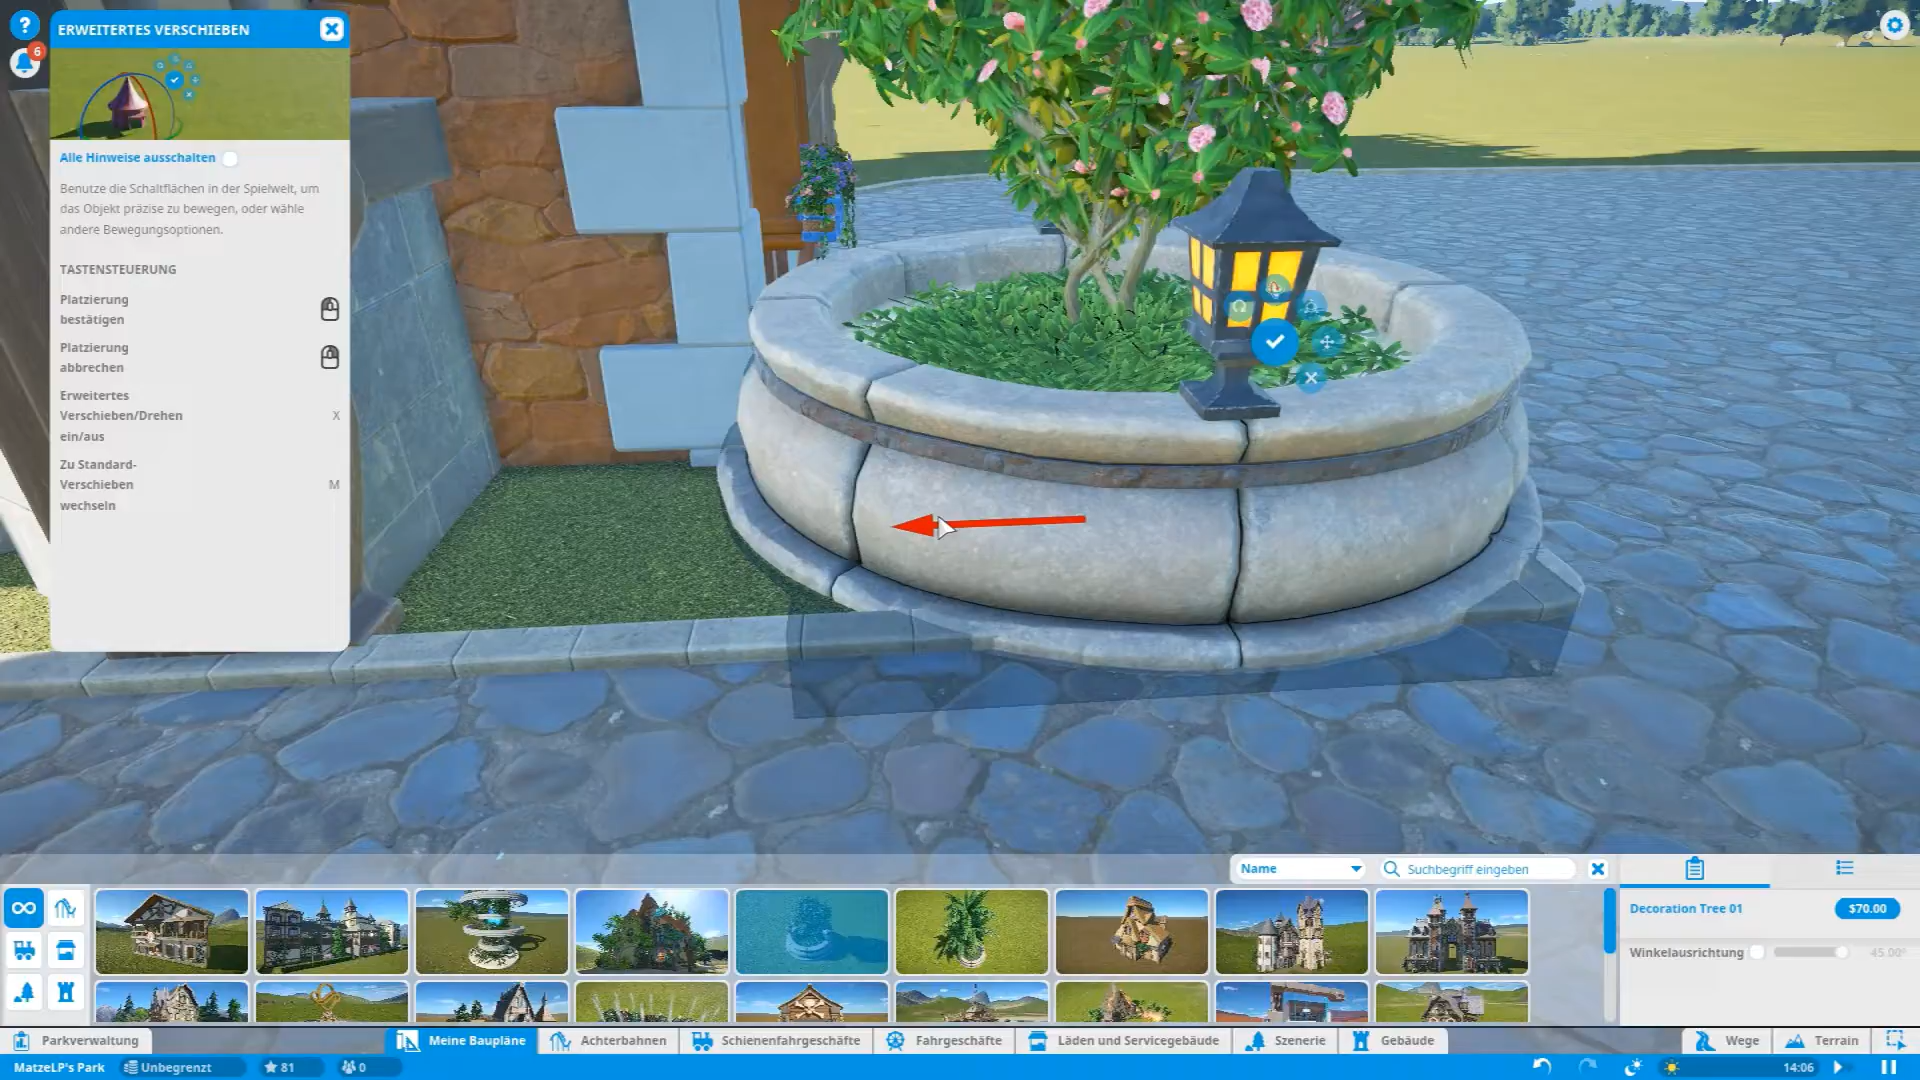 ?
ERWEITERTES VERSCHIEBEN
6
Alle Hinweise ausschalten
Benutze die Schaltflächen in der Spielwelt, um
das Objekt präzise zu bewegen, oder wähle
andere Bewegungsoptionen.
TASTENSTEUERUNG
Platzierung
bestätigen
Platzierung
abbrechen
Erweitertes
Verschieben/Drehen X
ein/aus
Zu Standard-
Verschieben M
wechseln
Name
Suchbegriff eingeben
Decoration Tree 01 $70.00
Winkelausrichtung 45.00°
Parkverwaltung
Meine Baupläne
Achterbahnen
Schienenfahrgeschäfte
Fahrgeschäfte
Läden und Servicegebäude
Szenerie
Gebäude
Wege
Terrain
MatzeLP's Park
Unbegrenzt
81
0
14:06